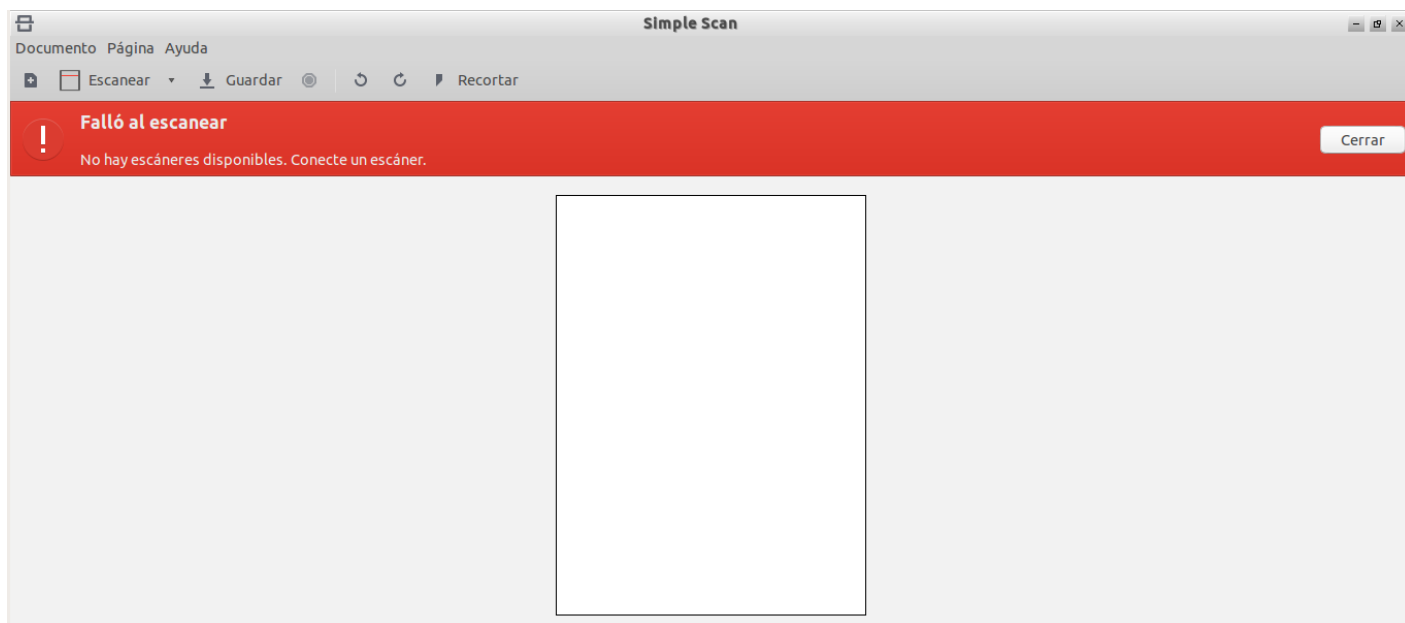 Simple Scan
Documento Página Ayuda
Escanear Guardar Recortar
Falló al escanear
No hay escáneres disponibles. Conecte un escáner.
Cerrar